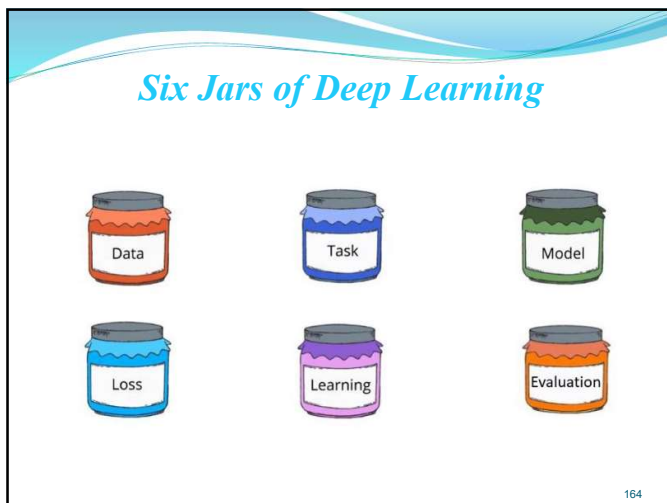 Six Jars of Deep Learning
Data
Task
Model
Loss
Learning
Evaluation
164